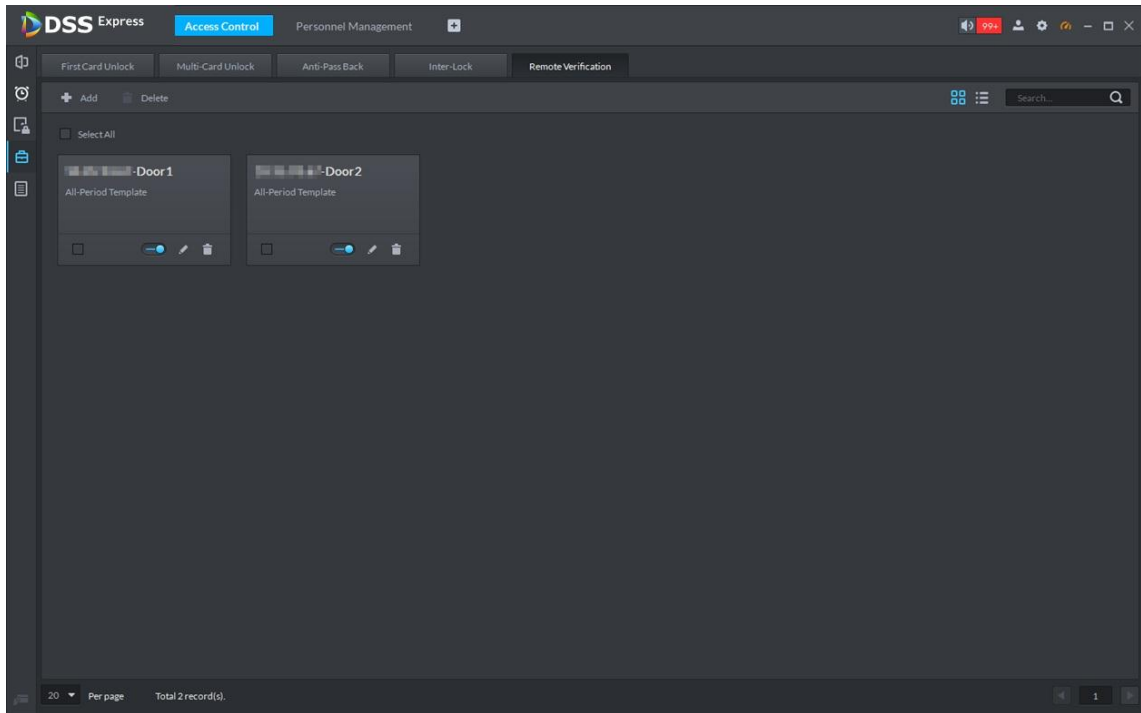 DSS Express
Access Control
Personnel Management
99+
First Card Unlock
Multi-Card Unlock
Anti-Pass Back
Inter-Lock
Remote Verification
Add
Delete
Search...
Select All
-Door1
-Door2
All-Period Template
All-Period Template
20
Per page
Total 2 record(s).
1